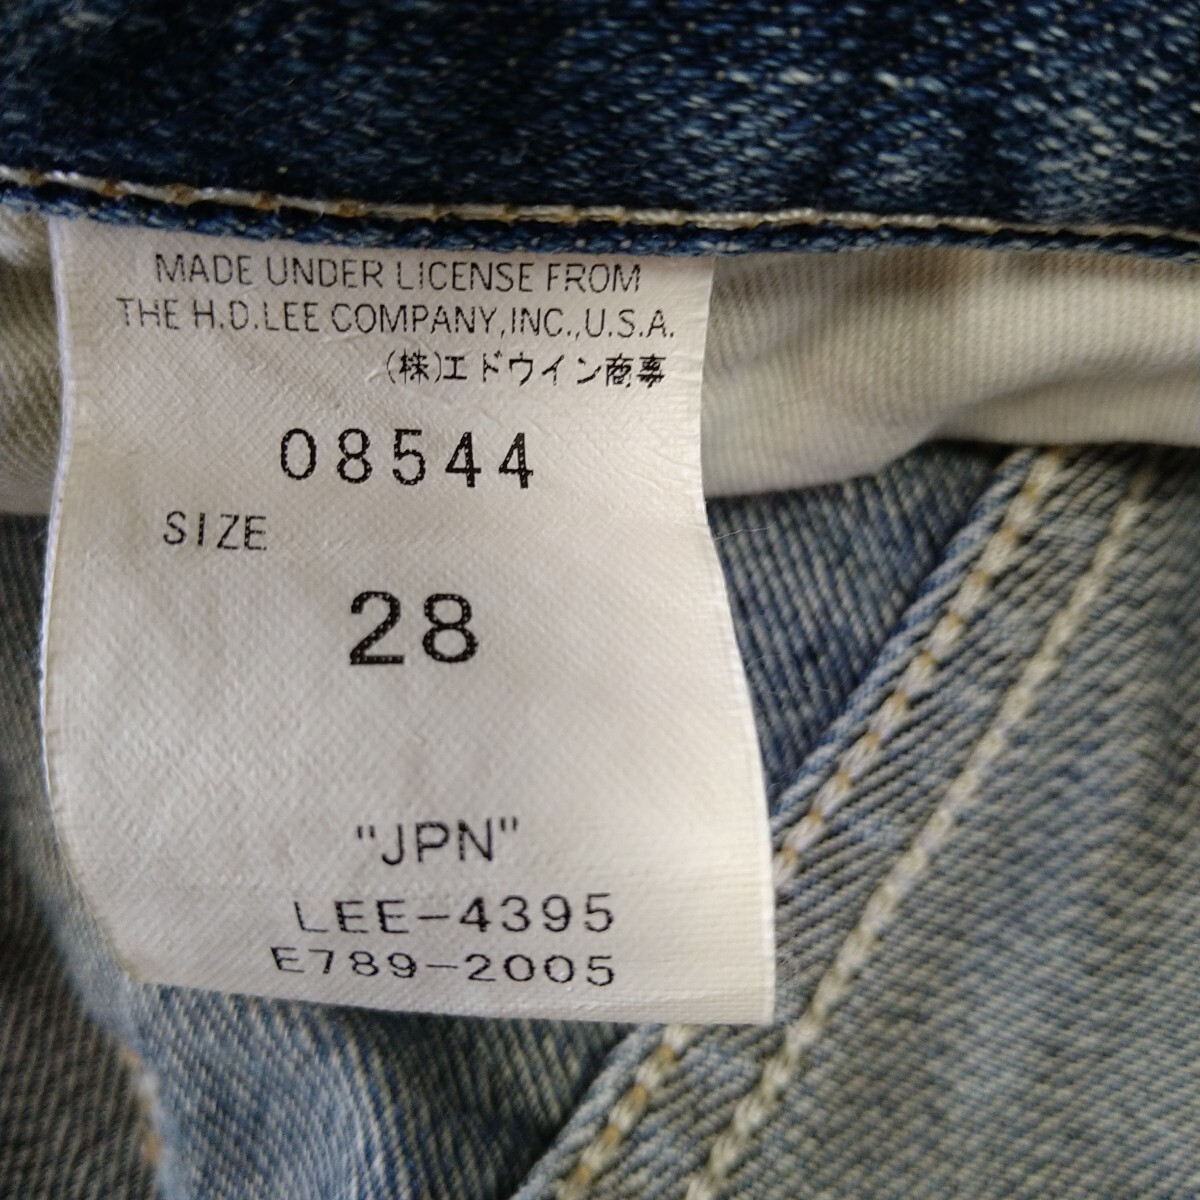 MADE UNDER LICENSE FROM
THE H.D.LEE COMPANY,INC.,U.S.A.
(株)エドウイン商事
08544
SIZE
28
"JPN"
LEE-4395
E789-2005